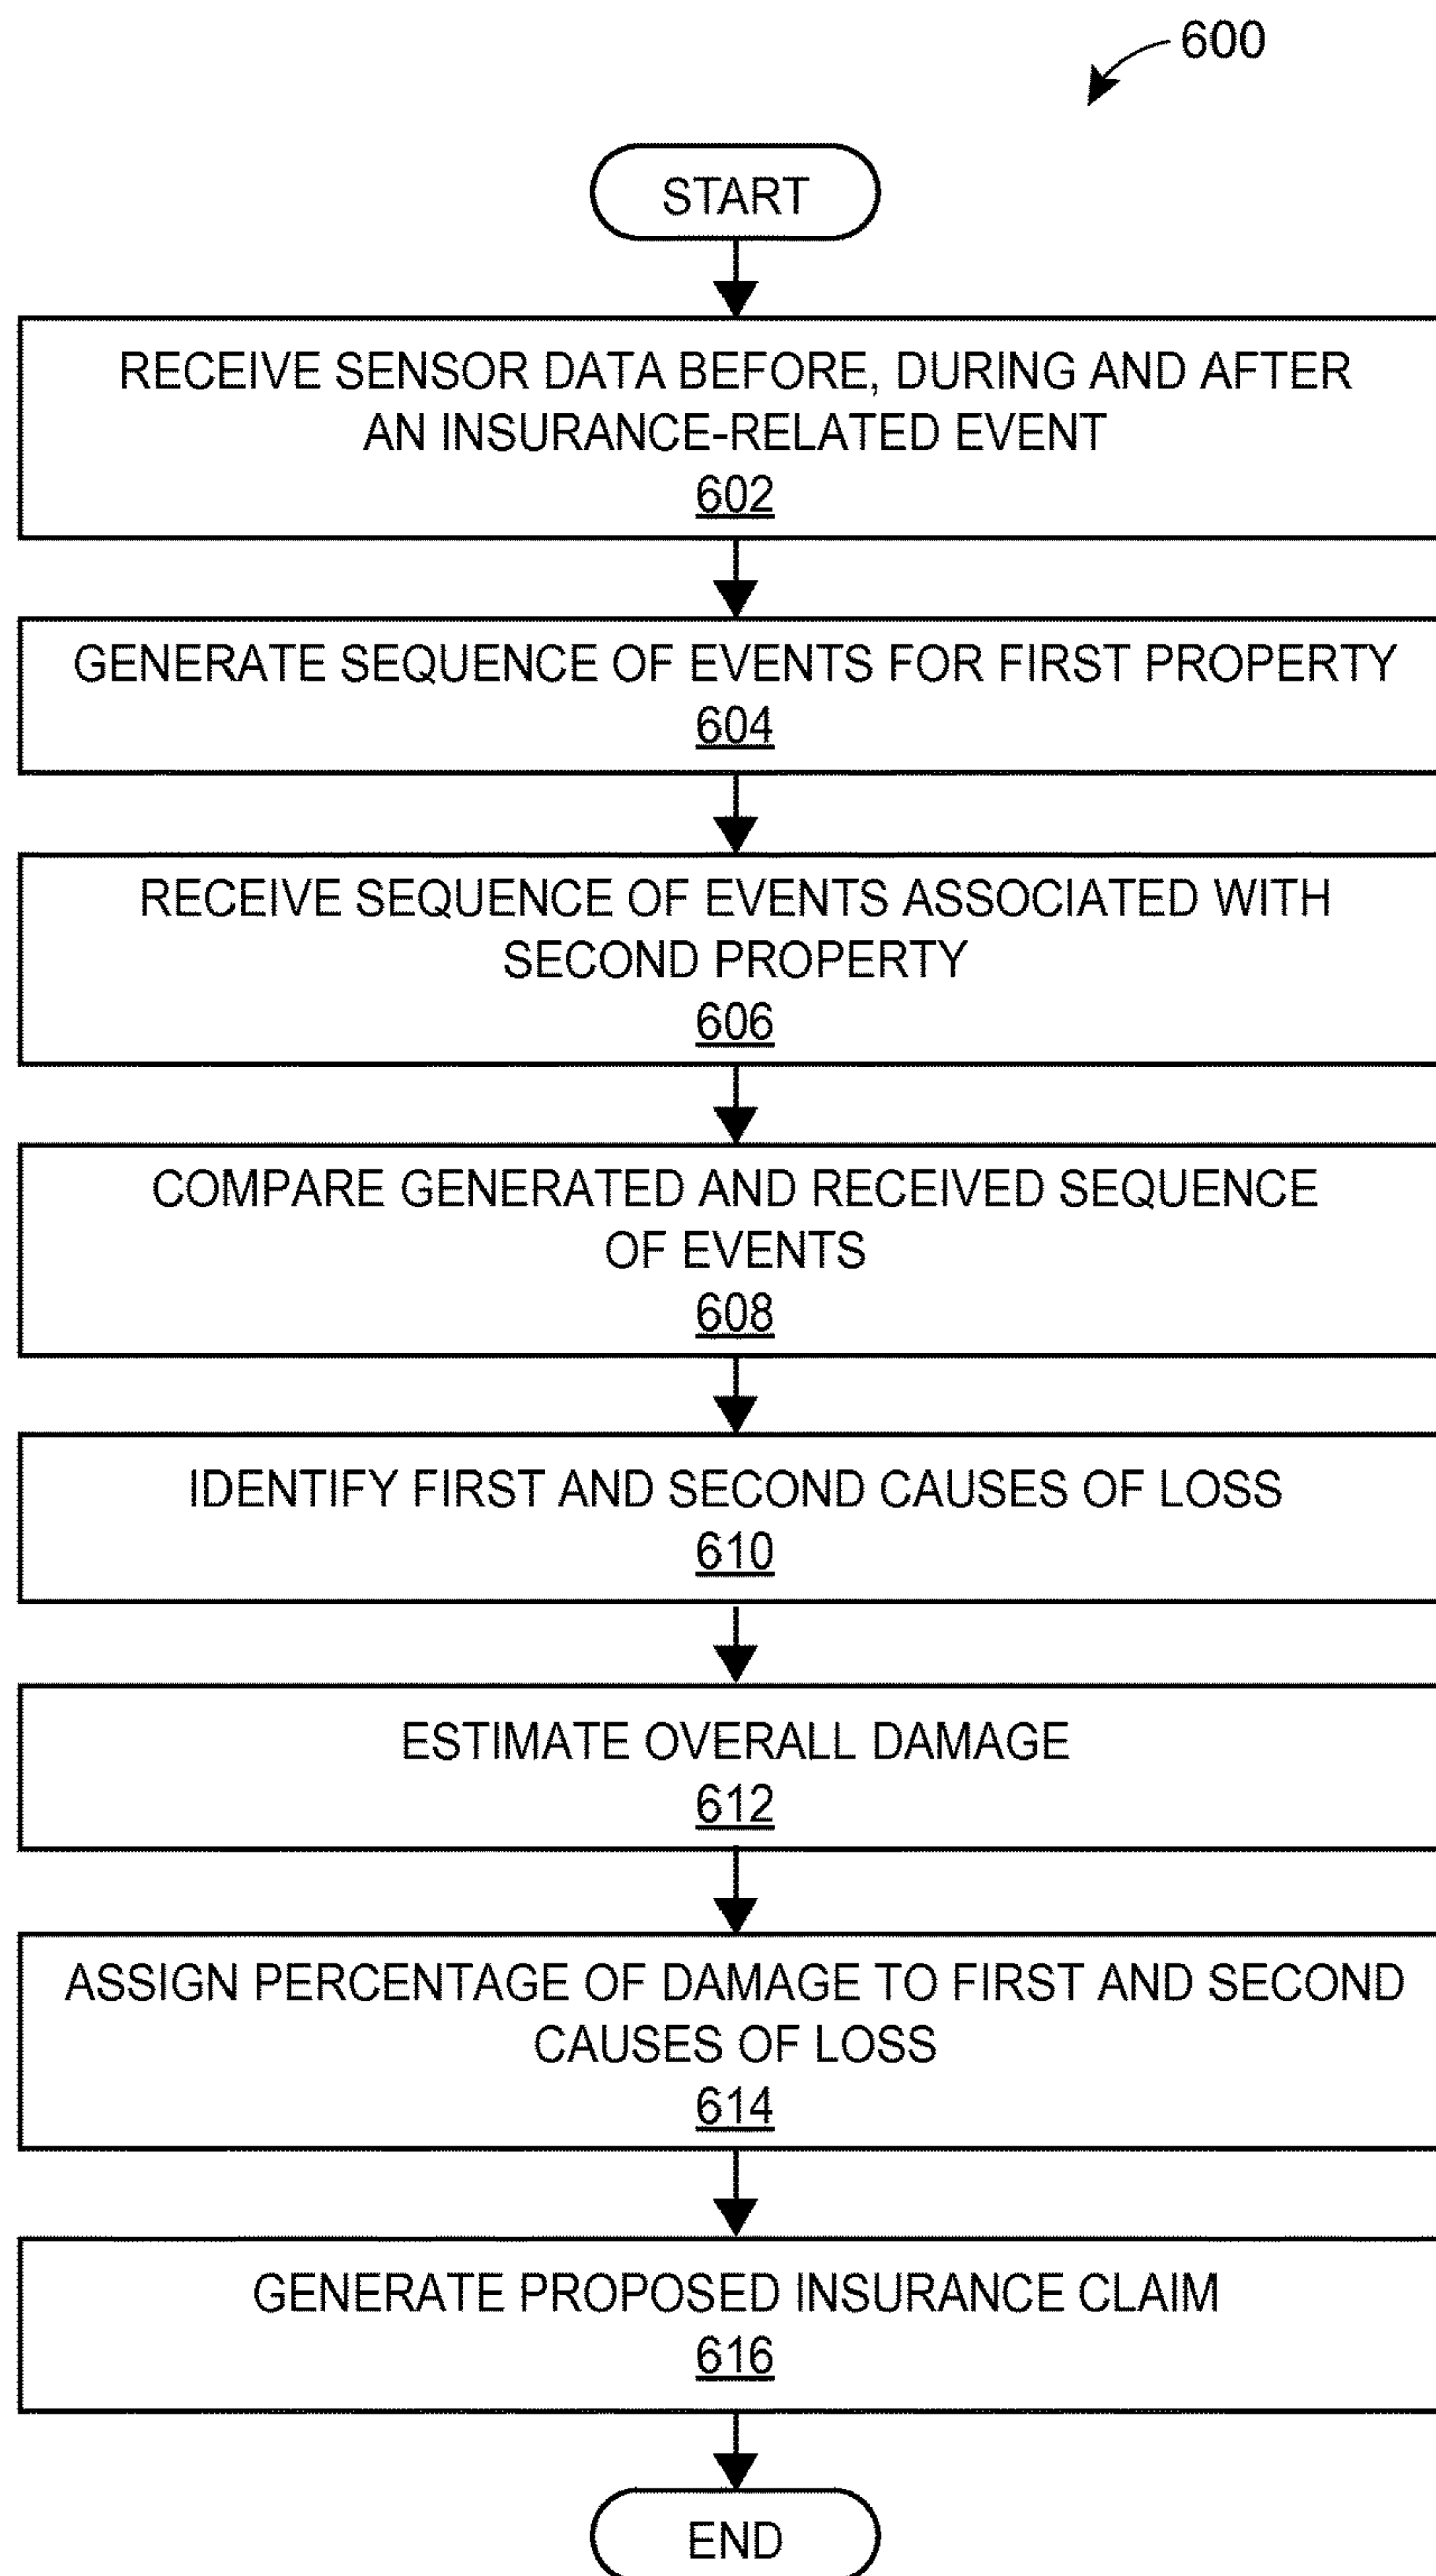 600
START
RECEIVE SENSOR DATA BEFORE, DURING AND AFTER
AN INSURANCE-RELATED EVENT
602
GENERATE SEQUENCE OF EVENTS FOR FIRST PROPERTY
604
RECEIVE SEQUENCE OF EVENTS ASSOCIATED WITH
SECOND PROPERTY
606
COMPARE GENERATED AND RECEIVED SEQUENCE
OF EVENTS
608
IDENTIFY FIRST AND SECOND CAUSES OF LOSS
610
ESTIMATE OVERALL DAMAGE
612
ASSIGN PERCENTAGE OF DAMAGE TO FIRST AND SECOND
CAUSES OF LOSS
614
GENERATE PROPOSED INSURANCE CLAIM
616
END